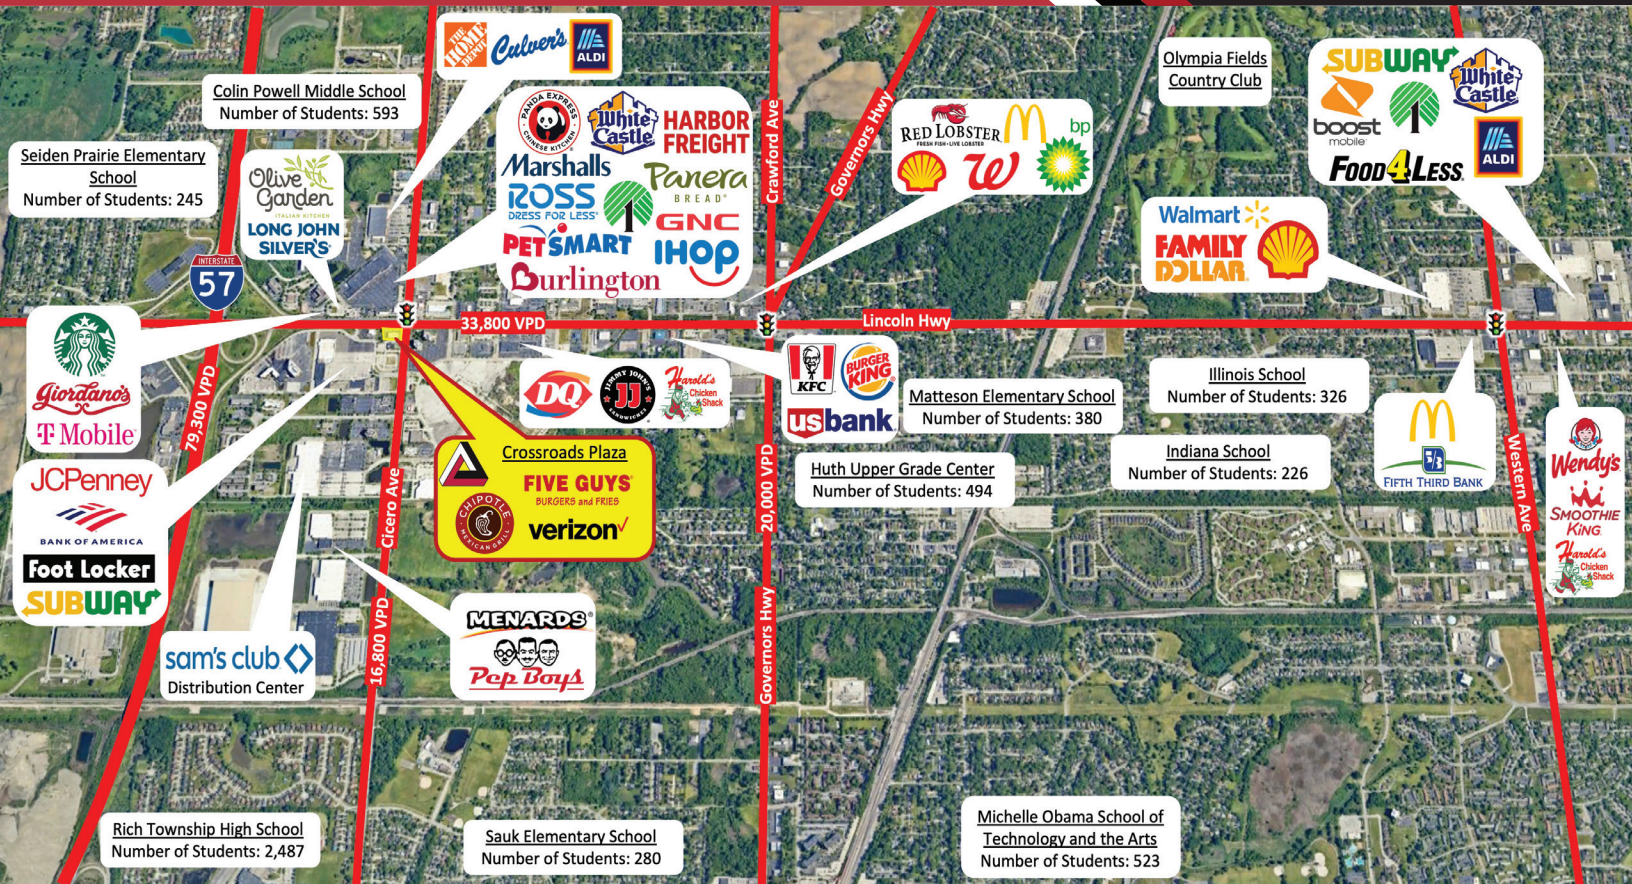 THE
HOME
DEPOT
Culver's
ALDI
Colin Powell Middle School
Number of Students: 593
Seiden Prairie Elementary
School
Number of Students: 245
Olive
Garden
ITALIAN KITCHEN
LONG JOHN
SILVER'S
INTERSTATE
57
PANDA EXPRESS
CHINESE KITCHEN
White
Castle
HARBOR
FREIGHT
Marshalls
Panera
BREAD
ROSS
DRESS FOR LESS
1
GNC
PETSMART
IHOP
Burlington
Crawford Ave
Governors Hwy
RED LOBSTER
FRESH FISH • LIVE LOBSTER
bp
W
Olympia Fields
Country Club
SUBWAY
White
Castle
boost
mobile
1
ALDI
FOOD 4 LESS
Walmart
FAMILY
DOLLAR
33,800 VPD
Lincoln Hwy
Giordano's
T Mobile
79,300 VPD
JCPenney
BANK OF AMERICA
Foot Locker
SUBWAY
Cicero Ave
16,800 VPD
Crossroads Plaza
FIVE GUYS
BURGERS and FRIES
CHIPOTLE
MEXICAN GRILL
verizon
DQ
JIMMY JOHN'S
JJ
SANDWICHES
Harold's
Chicken
Shack
KFC
BURGER
KING
usbank
20,000 VPD
Governors Hwy
Matteson Elementary School
Number of Students: 380
Huth Upper Grade Center
Number of Students: 494
Illinois School
Number of Students: 326
Indiana School
Number of Students: 226
5/3
FIFTH THIRD BANK
Western Ave
Wendy's
SMOOTHIE
KING
Harold's
Chicken
Shack
sam's club
Distribution Center
MENARDS
Pep Boys
Rich Township High School
Number of Students: 2,487
Sauk Elementary School
Number of Students: 280
Michelle Obama School of
Technology and the Arts
Number of Students: 523